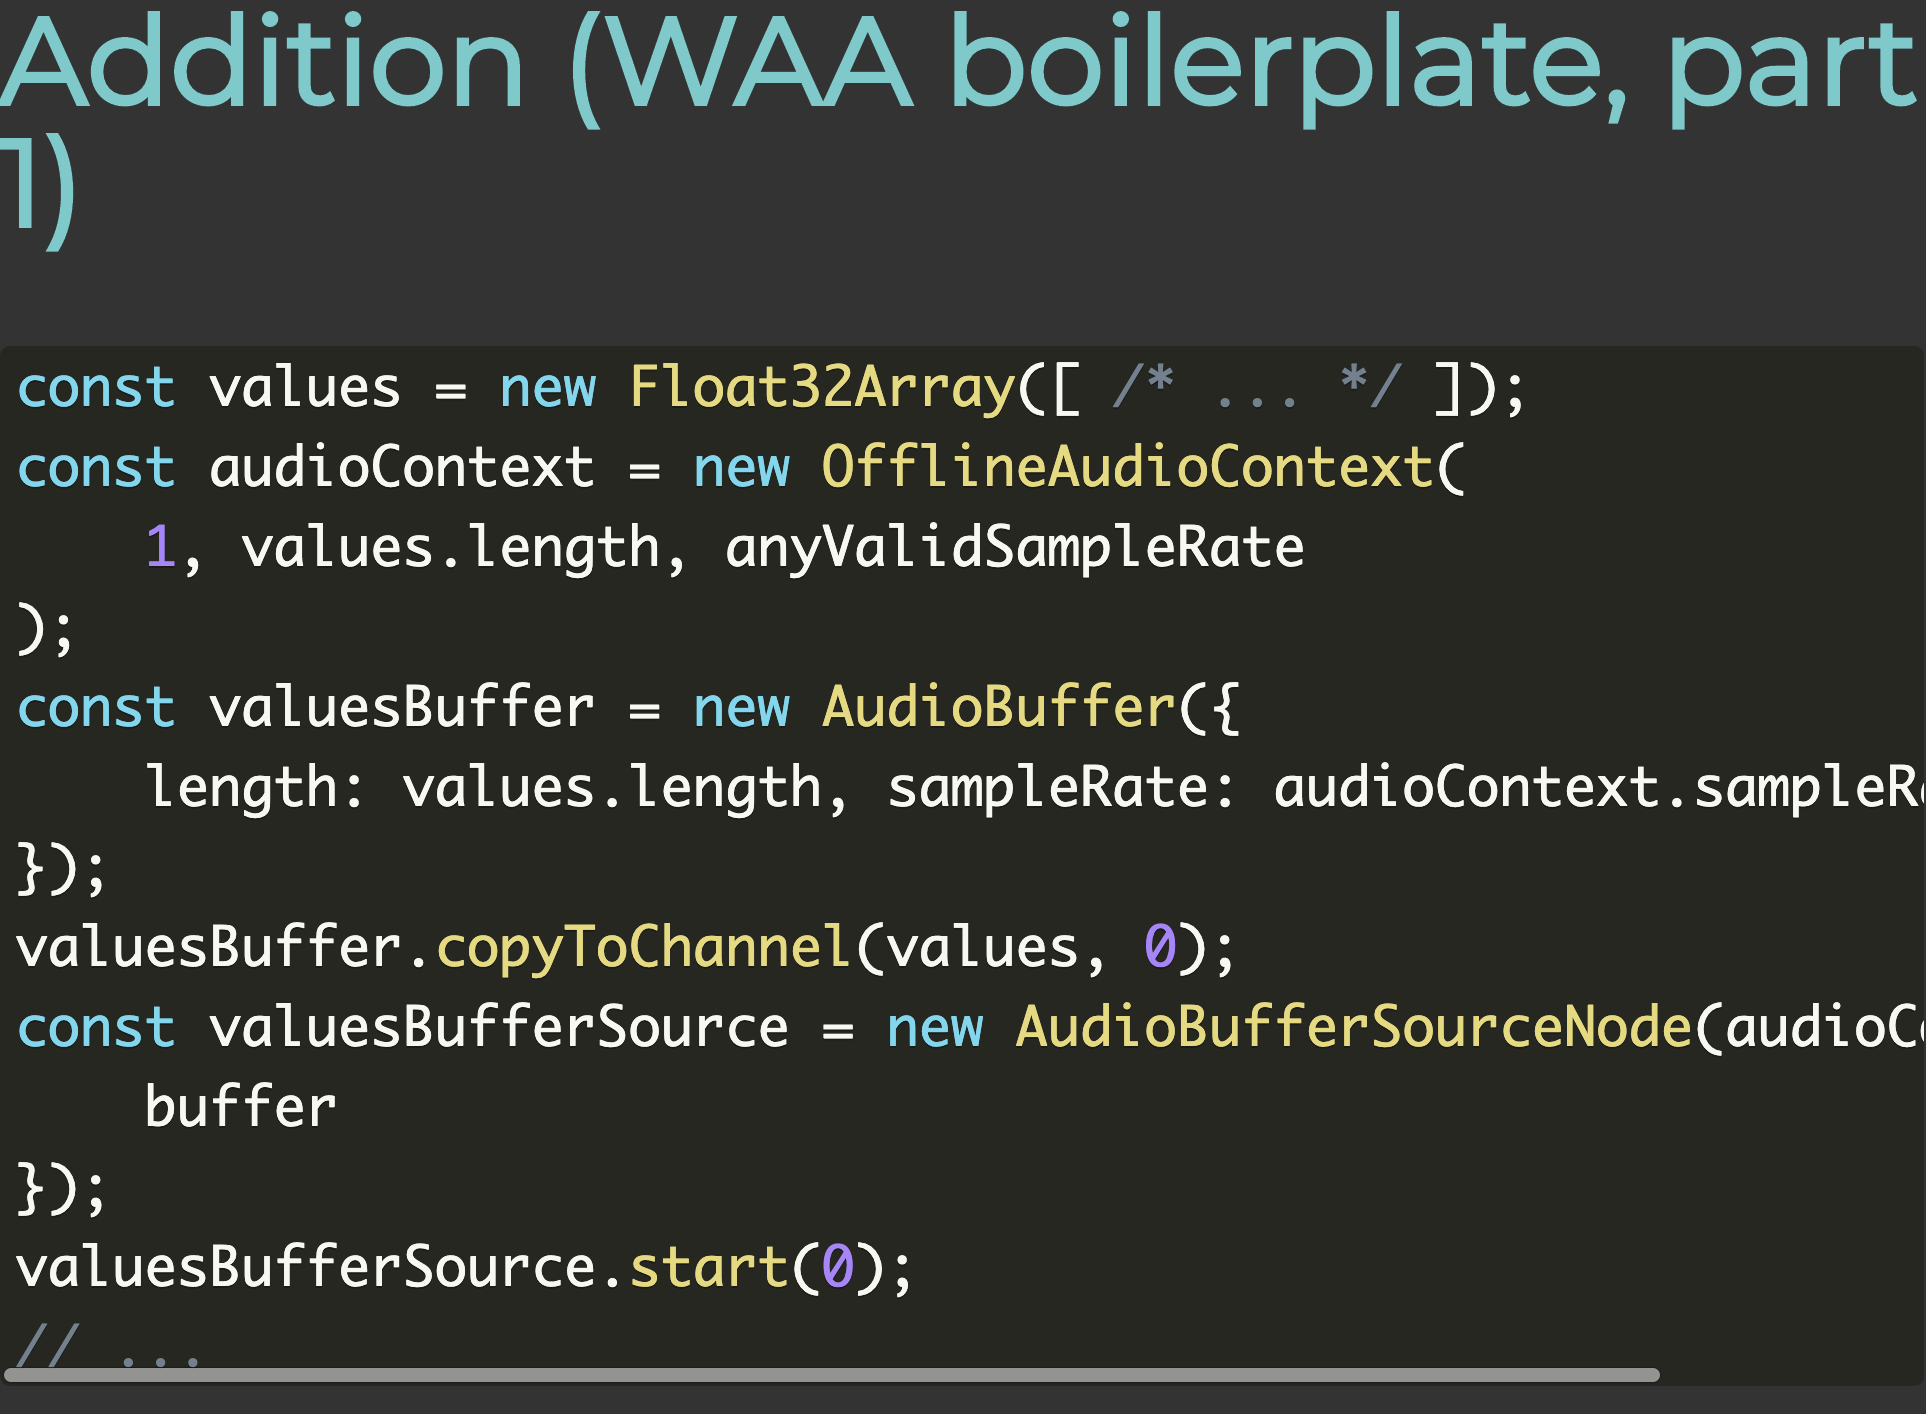 Addition (WAA boilerplate, part
1)
const values = new Float32Array([ /* ... */ ]);
const audioContext = new OfflineAudioContext(
    1, values.length, anyValidSampleRate
);
const valuesBuffer = new AudioBuffer({
    length: values.length, sampleRate: audioContext.sampleR
});
valuesBuffer.copyToChannel(values, 0);
const valuesBufferSource = new AudioBufferSourceNode(audioC
    buffer
});
valuesBufferSource.start(0);
// ...